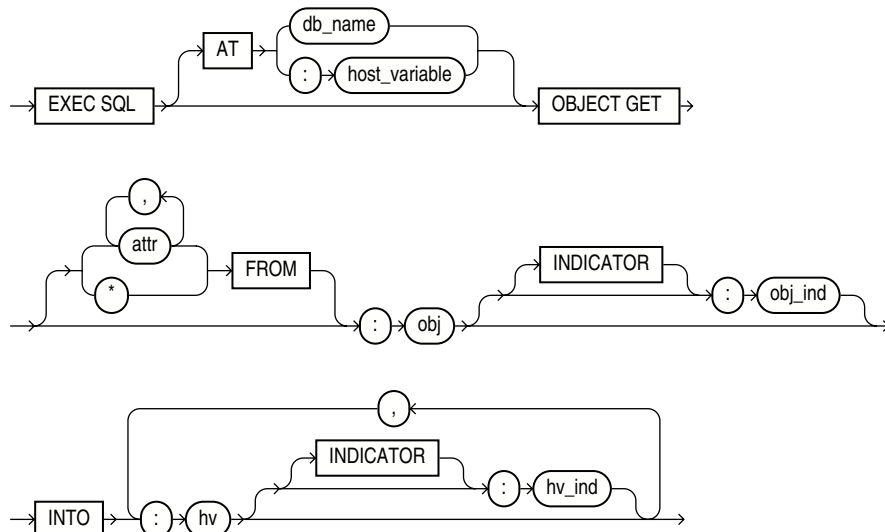 db_name
AT
: host_variable
EXEC SQL OBJECT GET
,
attr
* FROM INDICATOR
: obj : obj_ind
,
INDICATOR
INTO : hv : hv_ind